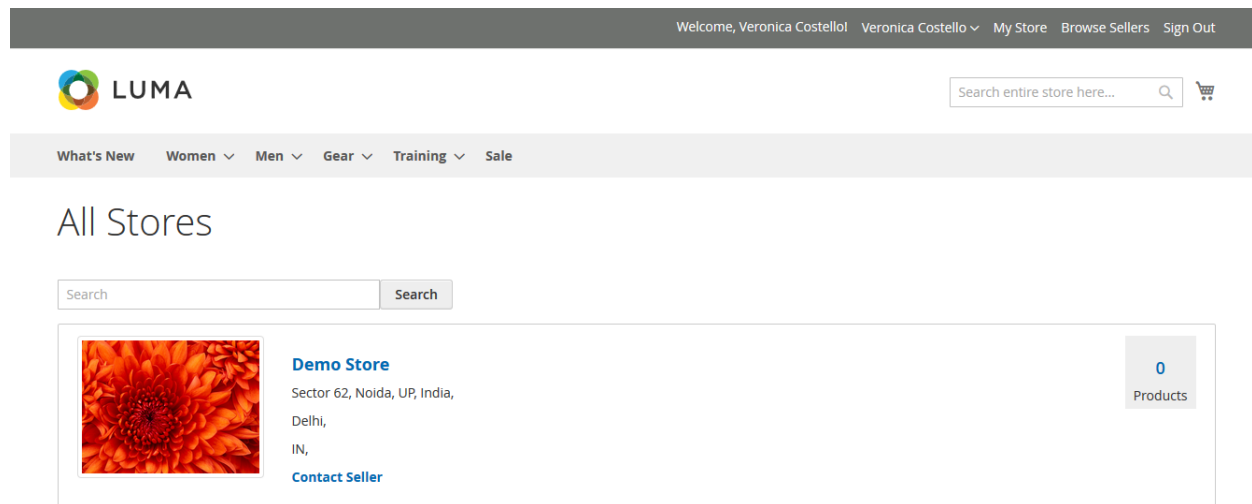 Welcome, Veronica Costello! Veronica Costello My Store Browse Sellers Sign Out
LUMA
Search entire store here...
What's New Women Men Gear Training Sale
All Stores
Search Search
Demo Store
0
Sector 62, Noida, UP, India,
Products
Delhi,
IN,
Contact Seller